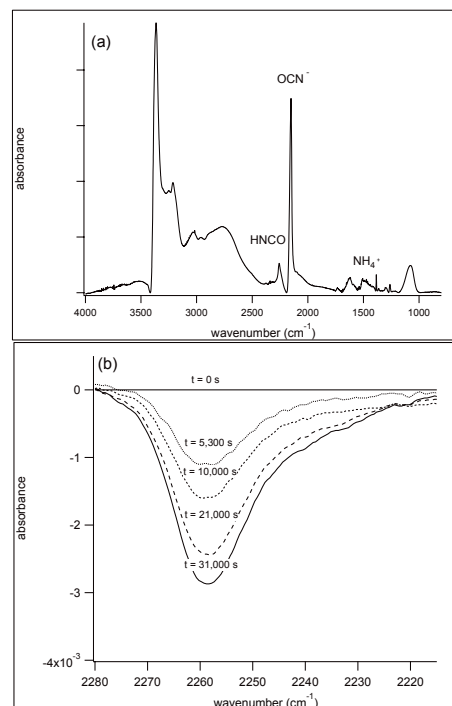 (a)
OCN⁻
HNCO
NH₄⁺
absorbance
4000 3500 3000 2500 2000 1500 1000
wavenumber (cm⁻¹)
(b)
t = 0 s
0
t = 5,300 s
t = 10,000 s
-1
t = 21,000 s
-2
t = 31,000 s
-3
-4x10⁻³
absorbance
2280 2270 2260 2250 2240 2230 2220
wavenumber (cm⁻¹)